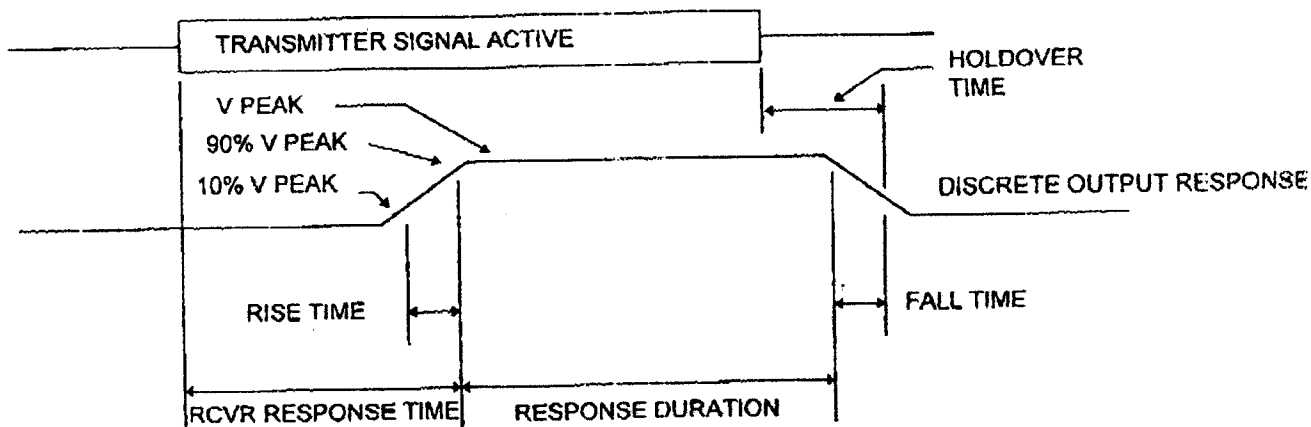 TRANSMITTER SIGNAL ACTIVE
HOLDOVER
TIME
V PEAK
90% V PEAK
10% V PEAK
DISCRETE OUTPUT RESPONSE
RISE TIME
FALL TIME
RCVR RESPONSE TIME
RESPONSE DURATION